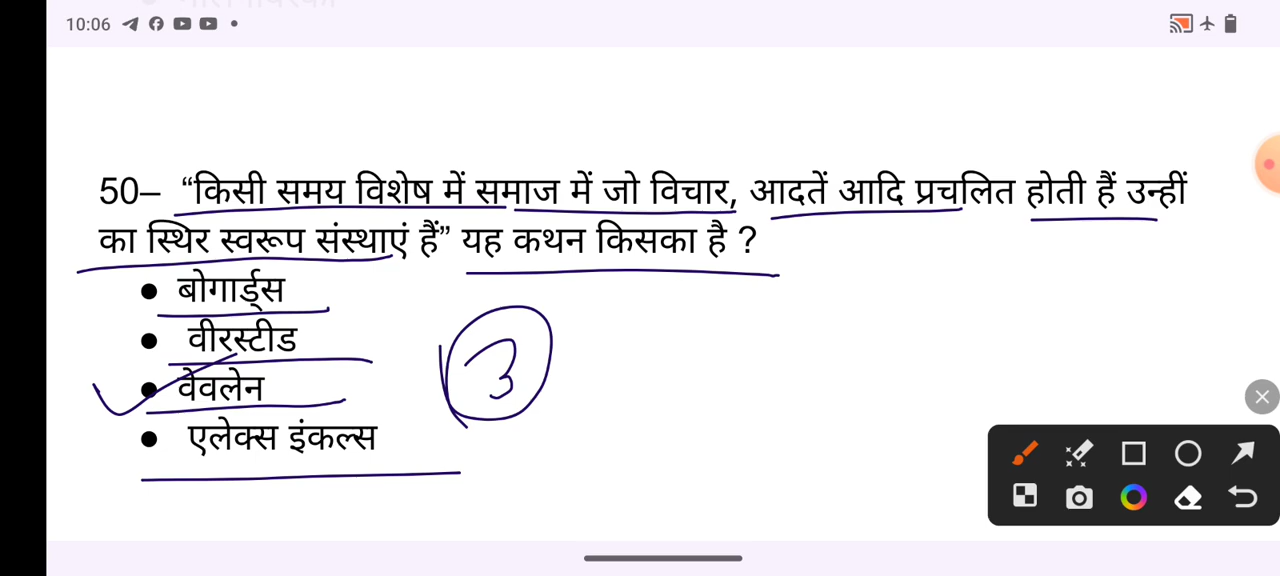 10:06
50– “किसी समय विशेष में समाज में जो विचार, आदतें आदि प्रचलित होती हैं उन्हीं
का स्थिर स्वरूप संस्थाएं हैं” यह कथन किसका है ?
● बोगार्ड्स
● वीरस्टीड
● वेवलेन
● एलेक्स इंकल्स
3